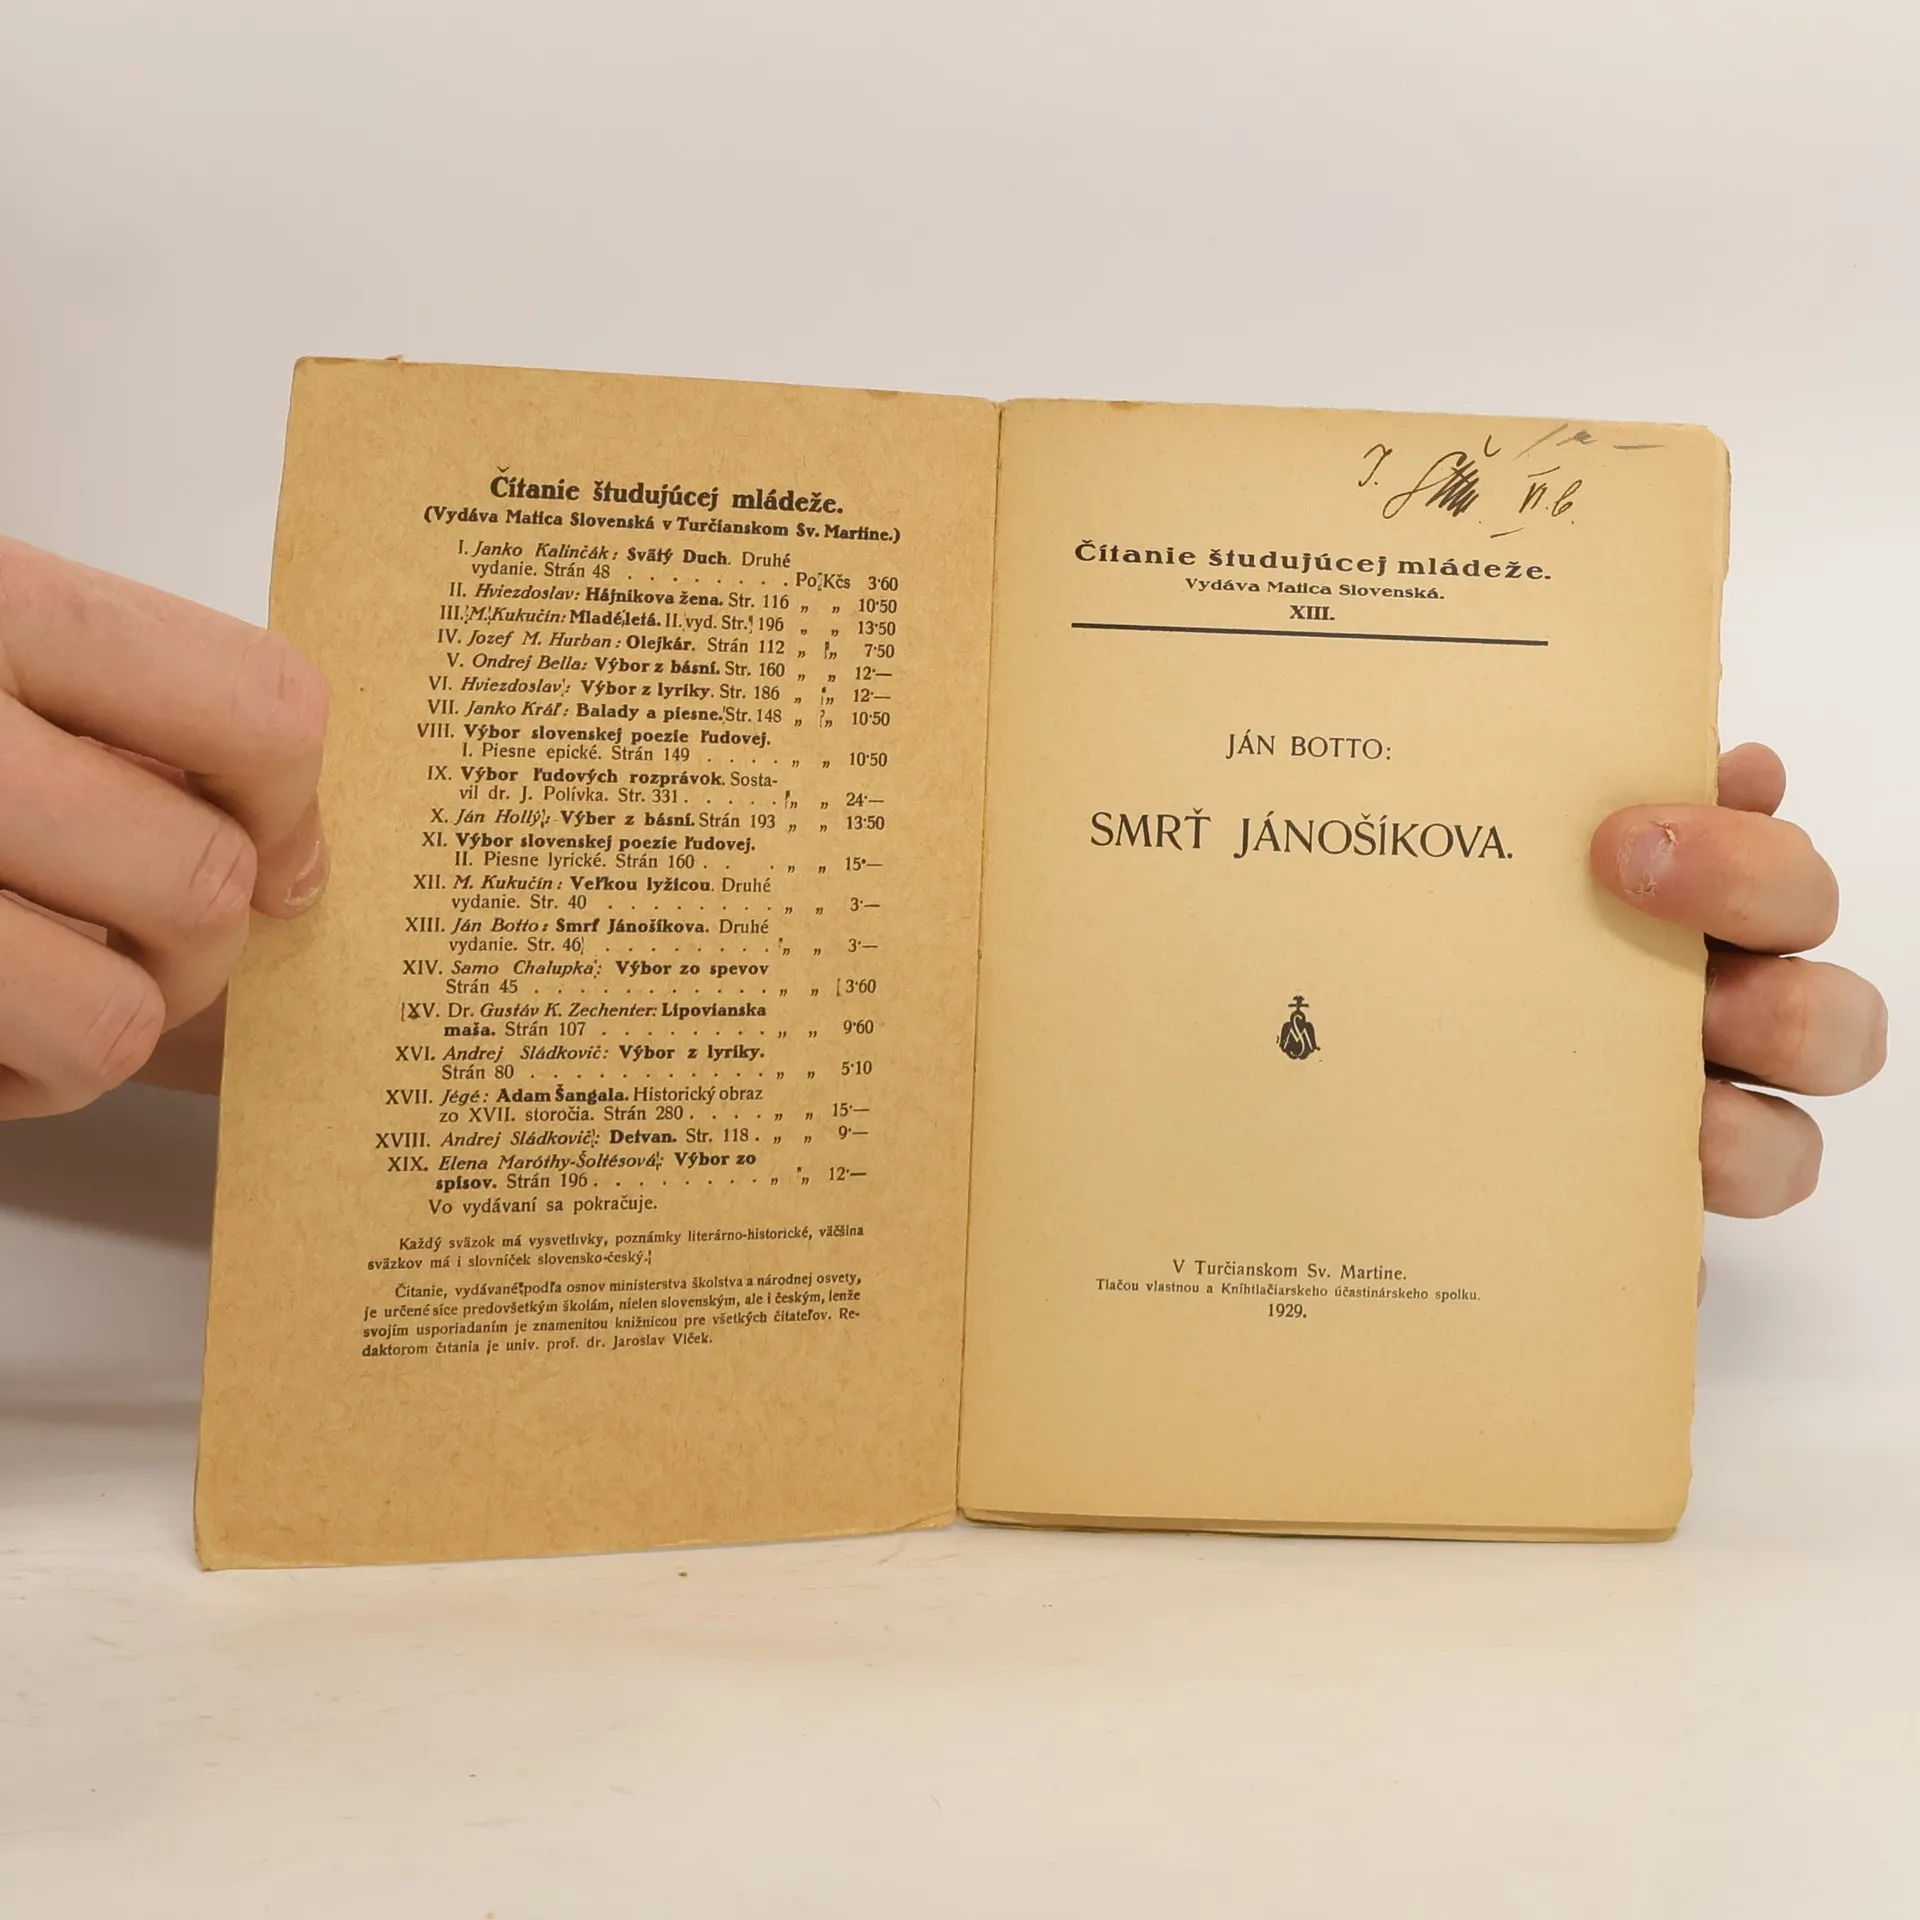 Čítanie študujúcej mládeže.
(Vydáva Matica Slovenská v Turčianskom Sv. Martine.)
I. Janko Kalinčák: Svätý Duch. Druhé
vydanie. Strán 48 . . . . . . . . Po Kčs 3·60
II. Hviezdoslav: Hájnikova žena. Str. 116 „ „ 10·50
III. M. Kukučín: Mladé letá. II. vyd. Str. 196 „ „ 13·50
IV. Jozef M. Hurban: Olejkár. Strán 112 „ „ 7·50
V. Ondrej Bella: Výbor z básní. Str. 160 „ „ 12·—
VI. Hviezdoslav: Výbor z lyriky. Str. 186 „ „ 12·—
VII. Janko Kráľ: Balady a piesne. Str. 148 „ „ 10·50
VIII. Výbor slovenskej poezie ľudovej.
I. Piesne epické. Strán 149 . . . . „ „ 10·50
IX. Výbor ľudových rozprávok. Sosta-
vil dr. J. Polívka. Str. 331 . . . . . „ „ 24·—
X. Ján Hollý: Výber z básní. Strán 193 „ „ 13·50
XI. Výbor slovenskej poezie ľudovej.
II. Piesne lyrické. Strán 160 . . . „ „ 15·—
XII. M. Kukučín: Veľkou lyžicou. Druhé
vydanie. Str. 40 . . . . . . . . „ „ 3·—
XIII. Ján Botto: Smrť Jánošíkova. Druhé
vydanie. Str. 46 . . . . . . . . „ „ 3·—
XIV. Samo Chalupka: Výbor zo spevov
Strán 45 . . . . . . . . . . . . „ „ 3·60
XV. Dr. Gustáv K. Zechenter: Lipovianska
maša. Strán 107 . . . . . . . . „ „ 9·60
XVI. Andrej Sládkovič: Výbor z lyriky.
Strán 80 . . . . . . . . . . . . „ „ 5·10
XVII. Jégé: Adam Šangala. Historický obraz
zo XVII. storočia. Strán 280 . . . . „ „ 15·—
XVIII. Andrej Sládkovič: Detvan. Str. 118 . „ „ 9·—
XIX. Elena Maróthy-Šoltésová: Výbor zo
spisov. Strán 196 . . . . . . . . „ „ 12·—
Vo vydávaní sa pokračuje.
Každý sväzok má vysvetlivky, poznámky literárno-historické, väčšina
sväzkov má i slovníček slovensko-český.
Čítanie, vydávané podľa osnov ministerstva školstva a národnej osvety,
je určené síce predovšetkým školám, nielen slovenským, ale i českým, lenže
svojím usporiadaním je znamenitou knižnicou pre všetkých čitateľov. Re-
daktorom čítania je univ. prof. dr. Jaroslav Vlček.
VI. b.
Čítanie študujúcej mládeže.
Vydáva Matica Slovenská.
XIII.
JÁN BOTTO:
SMRŤ JÁNOŠÍKOVA.
V Turčianskom Sv. Martine.
Tlačou vlastnou a Kníhtlačiarskeho účastinárskeho spolku.
1929.